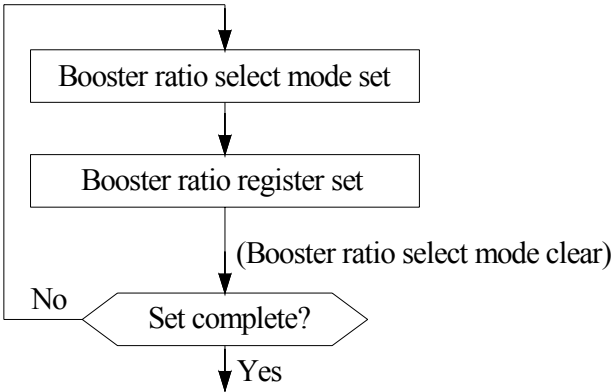 Booster ratio select mode set
Booster ratio register set
(Booster ratio select mode clear)
No
Set complete?
Yes